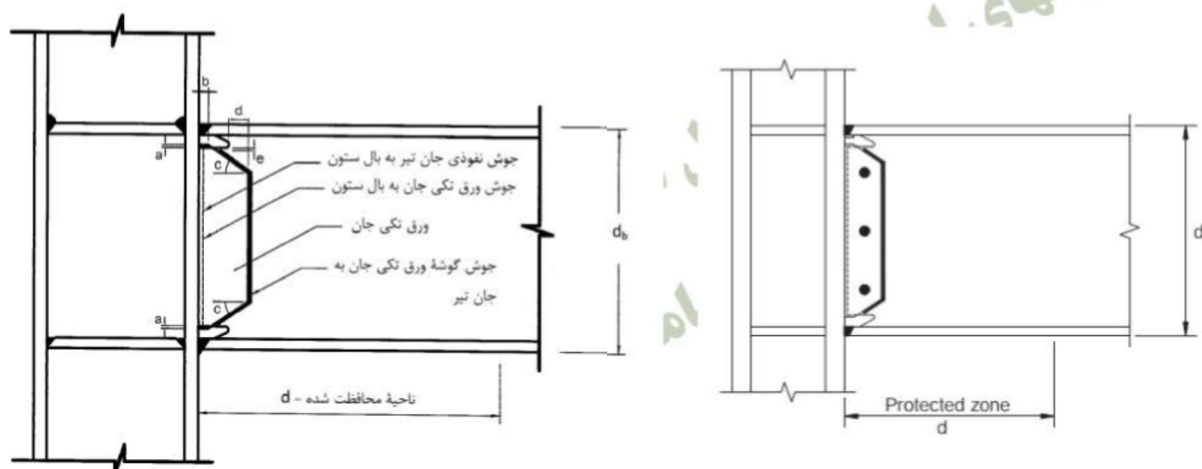 b
d
a
c
e
جوش نفوذی جان تیر به بال ستون
جوش ورق تکی جان به بال ستون
ورق تکی جان
جوش گوشهٔ ورق تکی جان به
جان تیر
c
a
d_b
ناحیهٔ محافظت شده – d
d
Protected zone
d